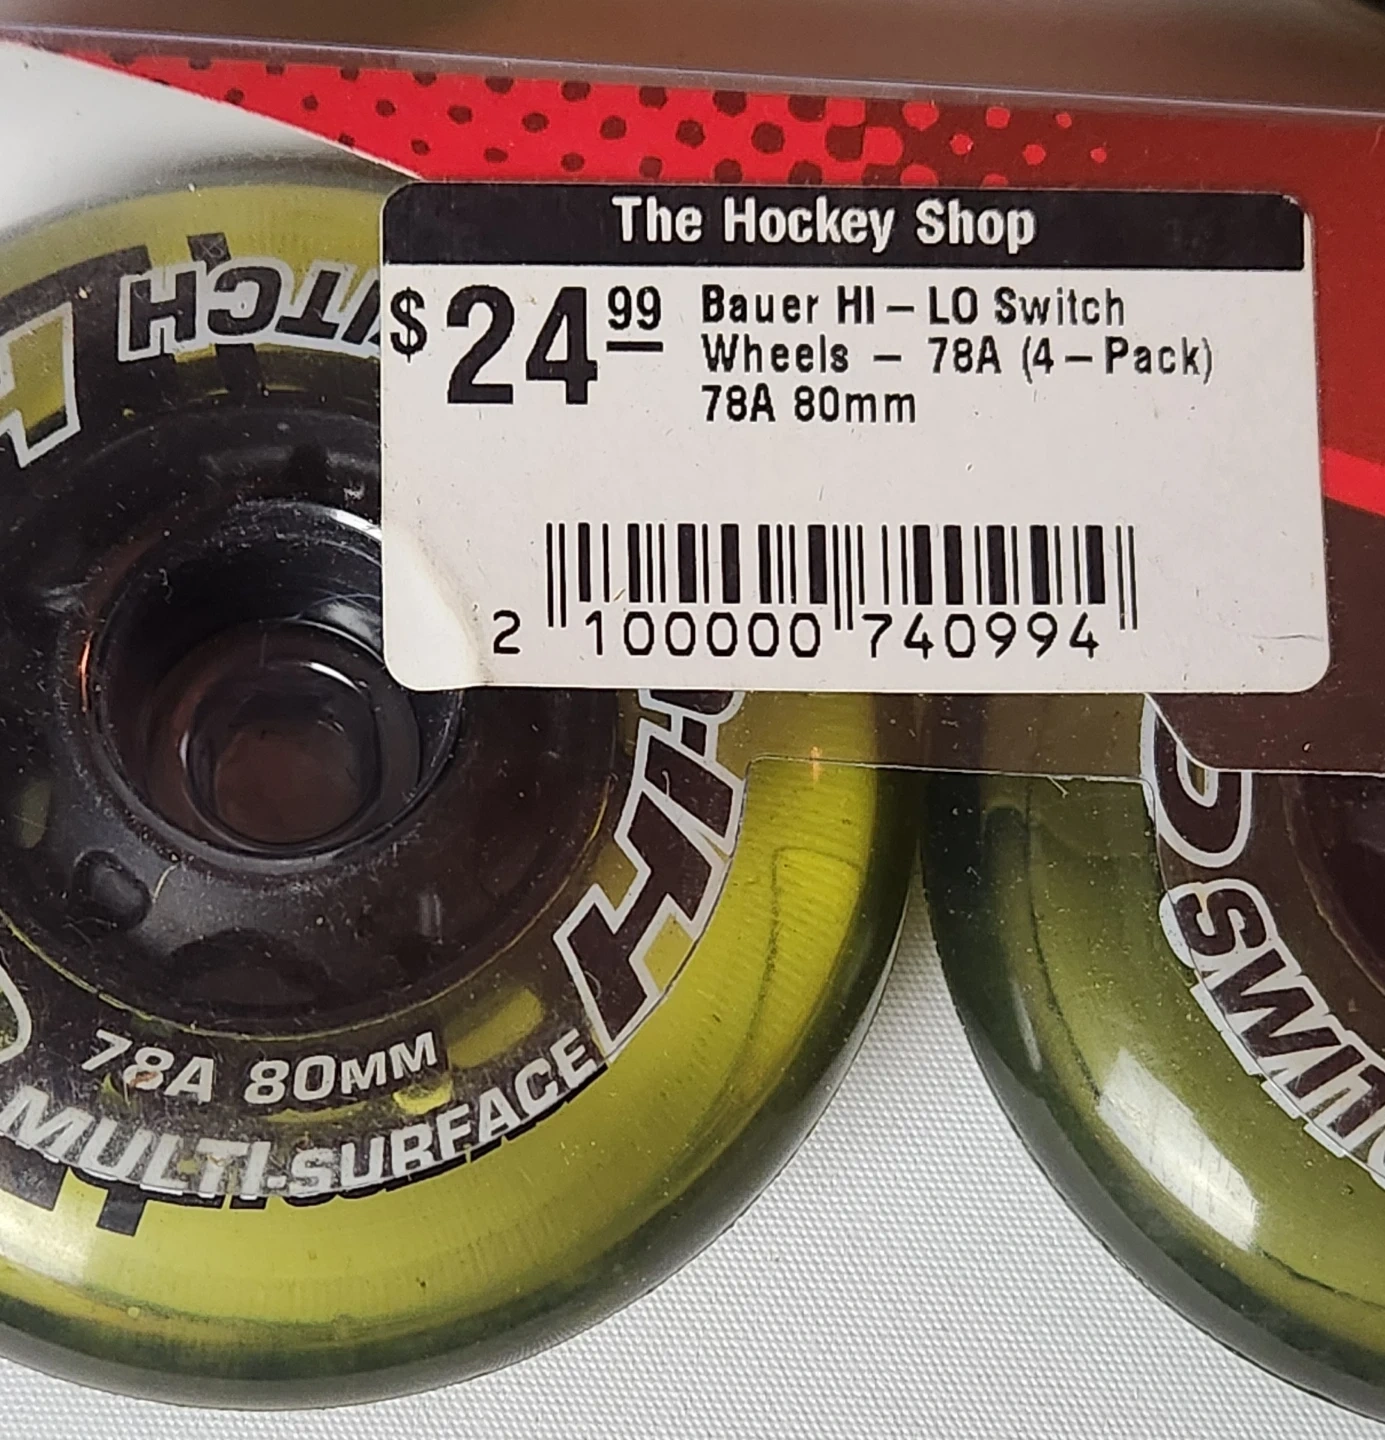 The Hockey Shop
$24.99
Bauer HI – LO Switch
Wheels – 78A (4–Pack)
78A 80mm
2 100000 740994
78A 80MM
MULTI-SURFACE